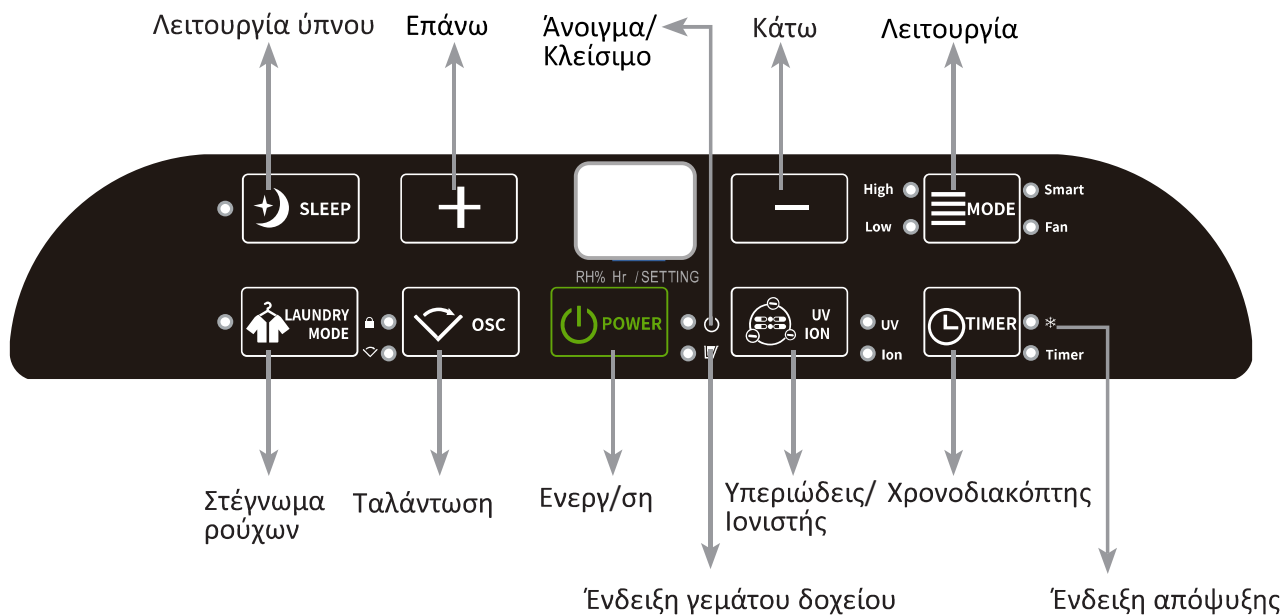 Λειτουργία ύπνου
Επάνω
Άνοιγμα/
Κλείσιμο
Κάτω
Λειτουργία
SLEEP
High
Low
MODE
Smart
Fan
RH% Hr / SETTING
LAUNDRY
MODE
OSC
POWER
UV
ION
UV
Ion
TIMER
Timer
Στέγνωμα
ρούχων
Ταλάντωση
Ενεργ/ση
Υπεριώδεις/
Ιονιστής
Χρονοδιακόπτης
Ένδειξη γεμάτου δοχείου
Ένδειξη απόψυξης